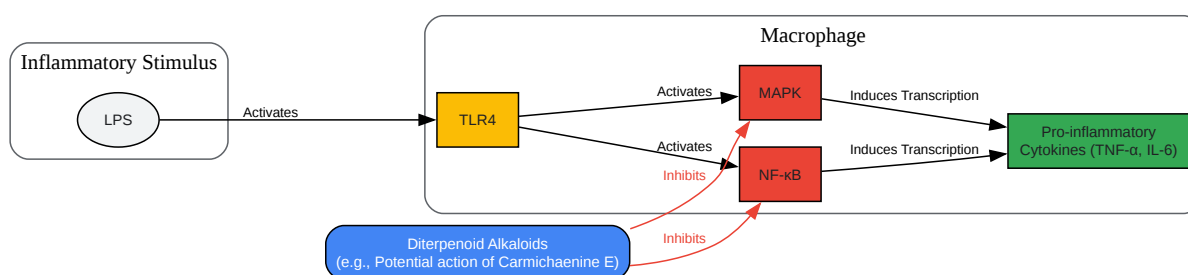 Inflammatory Stimulus
LPS
Activates
Macrophage
TLR4
Activates
Activates
MAPK
NF-κB
Induces Transcription
Induces Transcription
Pro-inflammatory
Cytokines (TNF-α, IL-6)
Inhibits
Inhibits
Diterpenoid Alkaloids
(e.g., Potential action of Carmichaenine E)